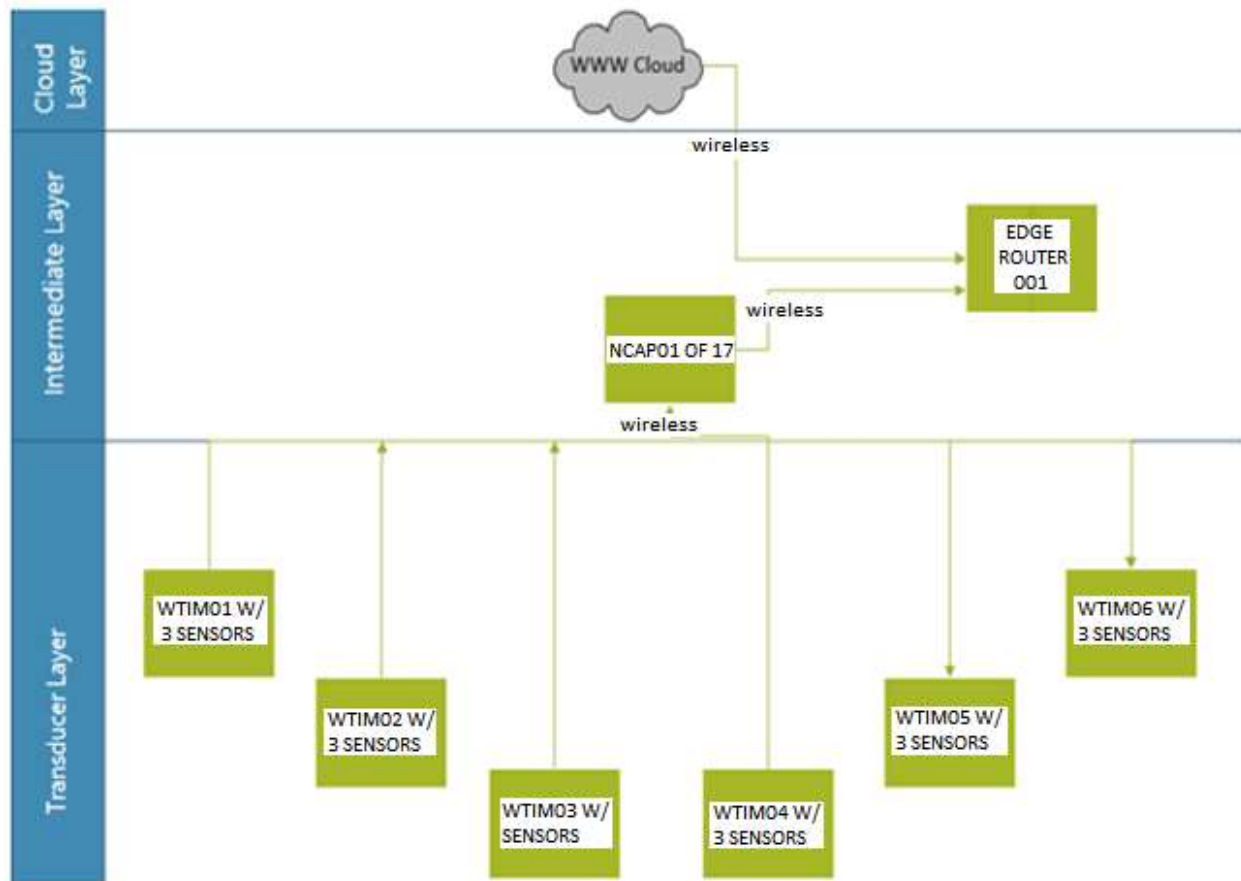 Cloud
Layer
WWW Cloud
wireless
Intermediate Layer
EDGE
ROUTER
001
wireless
NCAP01 OF 17
wireless
Transducer Layer
WTIM01 W/
3 SENSORS
WTIM02 W/
3 SENSORS
WTIM03 W/
SENSORS
WTIM04 W/
3 SENSORS
WTIM05 W/
3 SENSORS
WTIM06 W/
3 SENSORS